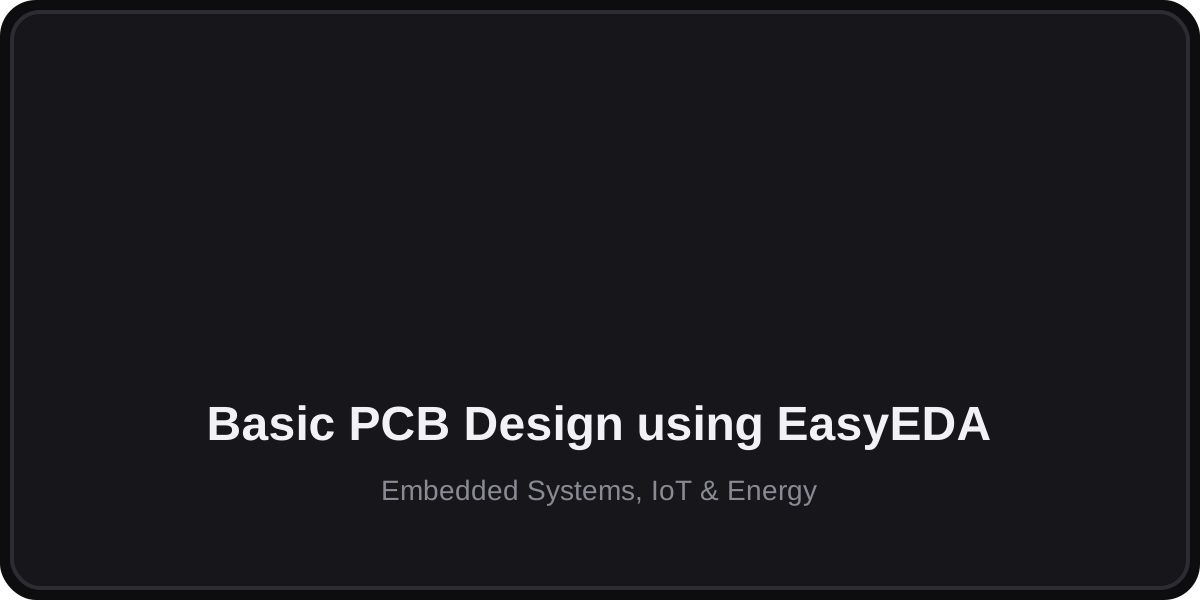 Basic PCB Design using EasyEDA
Embedded Systems, IoT & Energy